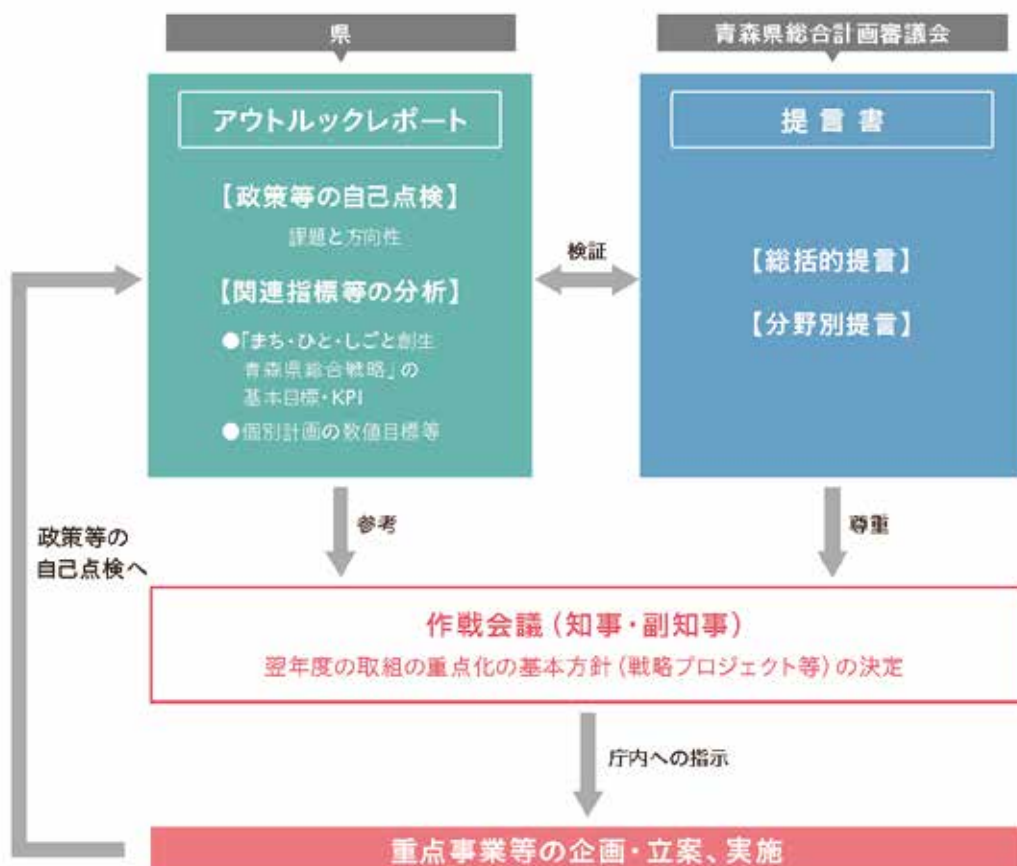 県
アウトルックレポート
【政策等の自己点検】
課題と方向性
【関連指標等の分析】
●「まち・ひと・しごと創生
青森県総合戦略」の
基本目標・KPI
●個別計画の数値目標等
検証
青森県総合計画審議会
提言書
【総括的提言】
【分野別提言】
参考
尊重
政策等の
自己点検へ
作戦会議(知事・副知事)
翌年度の取組の重点化の基本方針(戦略プロジェクト等)の決定
庁内への指示
重点事業等の企画・立案、実施